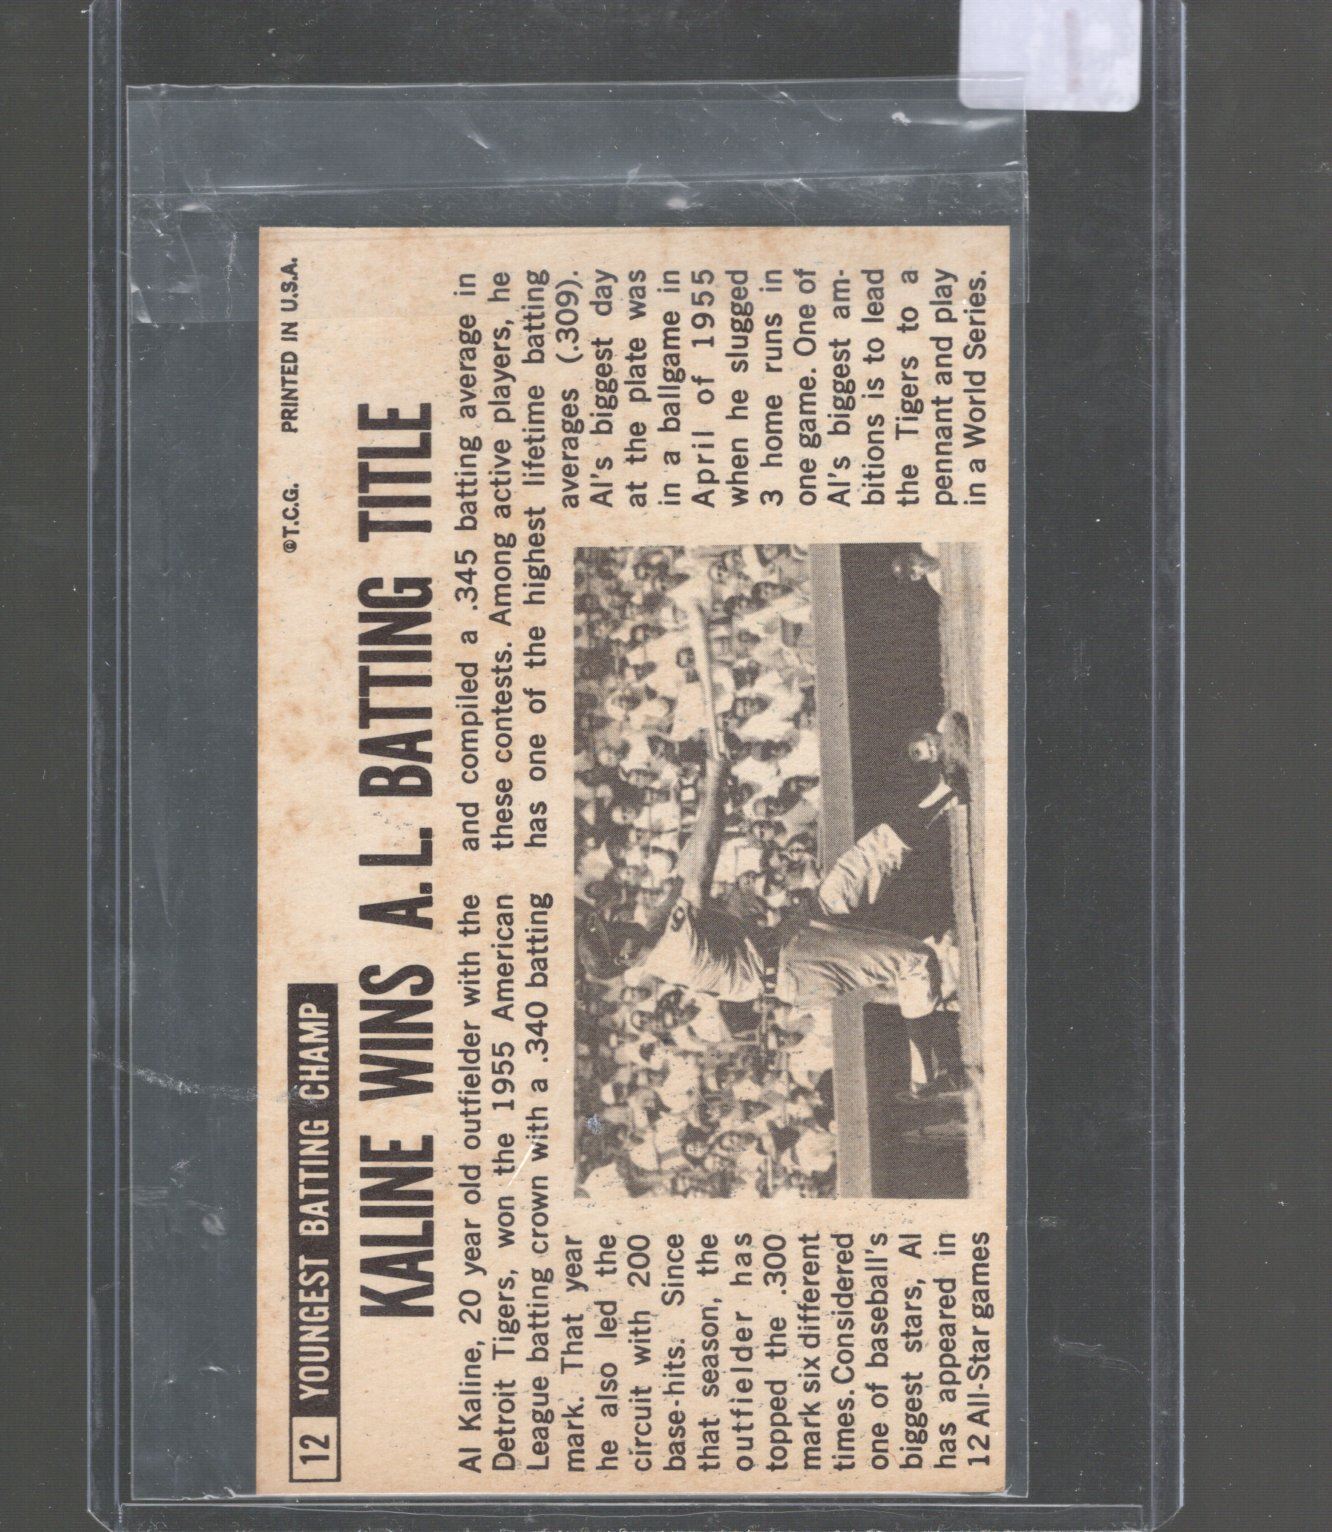 12 YOUNGEST BATTING CHAMP ©T.C.G. PRINTED IN U.S.A.
KALINE WINS A.L. BATTING TITLE
Al Kaline, 20 year old outfielder with the
Detroit Tigers, won the 1955 American
League batting crown with a .340 batting
mark. That year
he also led the
circuit with 200
base-hits. Since
that season, the
outfielder has
topped the .300
mark six different
times. Considered
one of baseball's
biggest stars, Al
has appeared in
12 All-Star games
and compiled a .345 batting average in
these contests. Among active players, he
has one of the highest lifetime batting
averages (.309).
Al's biggest day
at the plate was
in a ballgame in
April of 1955
when he slugged
3 home runs in
one game. One of
Al's biggest am-
bitions is to lead
the Tigers to a
pennant and play
in a World Series.